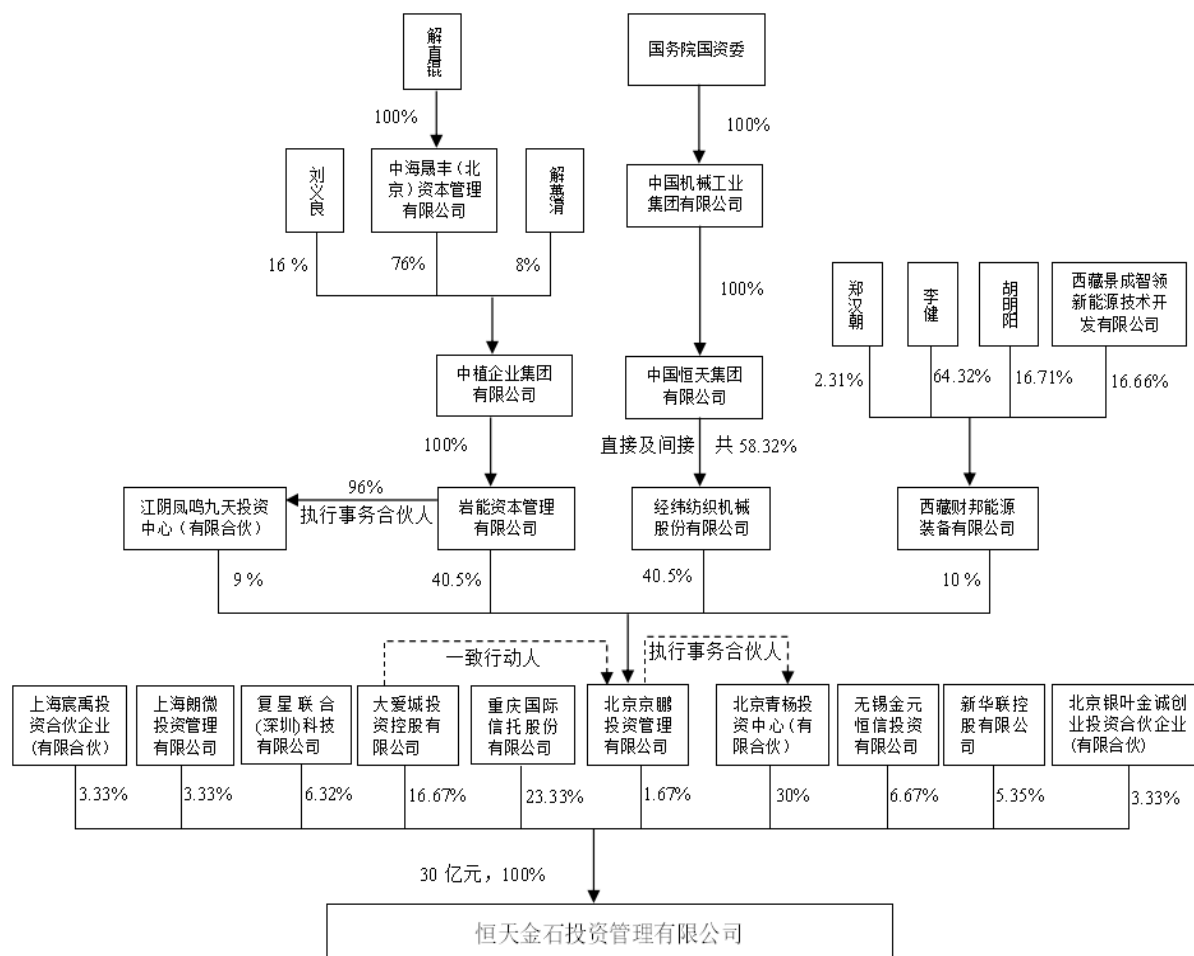 解直锟
国务院国资委
100%
100%
刘义良
中海晟丰（北
京）资本管理
有限公司
解蕙淯
中国机械工业
集团有限公司
16 %
76%
8%
100%
郑汉朝
李健
胡明阳
西藏景成智领
新能源技术开
发有限公司
2.31%
64.32%
16.71%
16.66%
中植企业集团
有限公司
中国恒天集团
有限公司
100%
直接及间接 共 58.32%
江阴凤鸣九天投资
中心（有限合伙）
96%
执行事务合伙人
岩能资本管理
有限公司
经纬纺织机械
股份有限公司
西藏财邦能源
装备有限公司
9 %
40.5%
40.5%
10 %
一致行动人
执行事务合伙人
上海宸禹投
资合伙企业
(有限合伙)
上海朗微
投资管理
有限公司
复星联合
(深圳)科技
有限公司
大爱城投
资控股有
限公司
重庆国际
信托股份
有限公司
北京京鹏
投资管理
有限公司
北京青杨投
资中心（有
限合伙）
无锡金元
恒信投资
有限公司
新华联控
股有限公
司
北京银叶金诚创
业投资合伙企业
(有限合伙)
3.33%
3.33%
6.32%
16.67%
23.33%
1.67%
30%
6.67%
5.35%
3.33%
30 亿元，100%
恒天金石投资管理有限公司